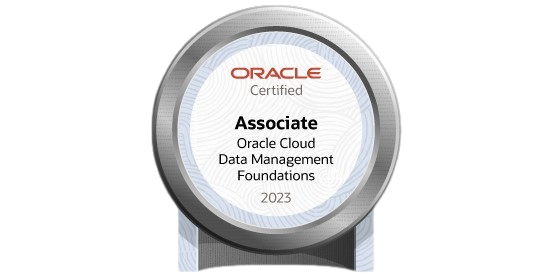 ORACLE
Certified
Associate
Oracle Cloud
Data Management
Foundations
2023